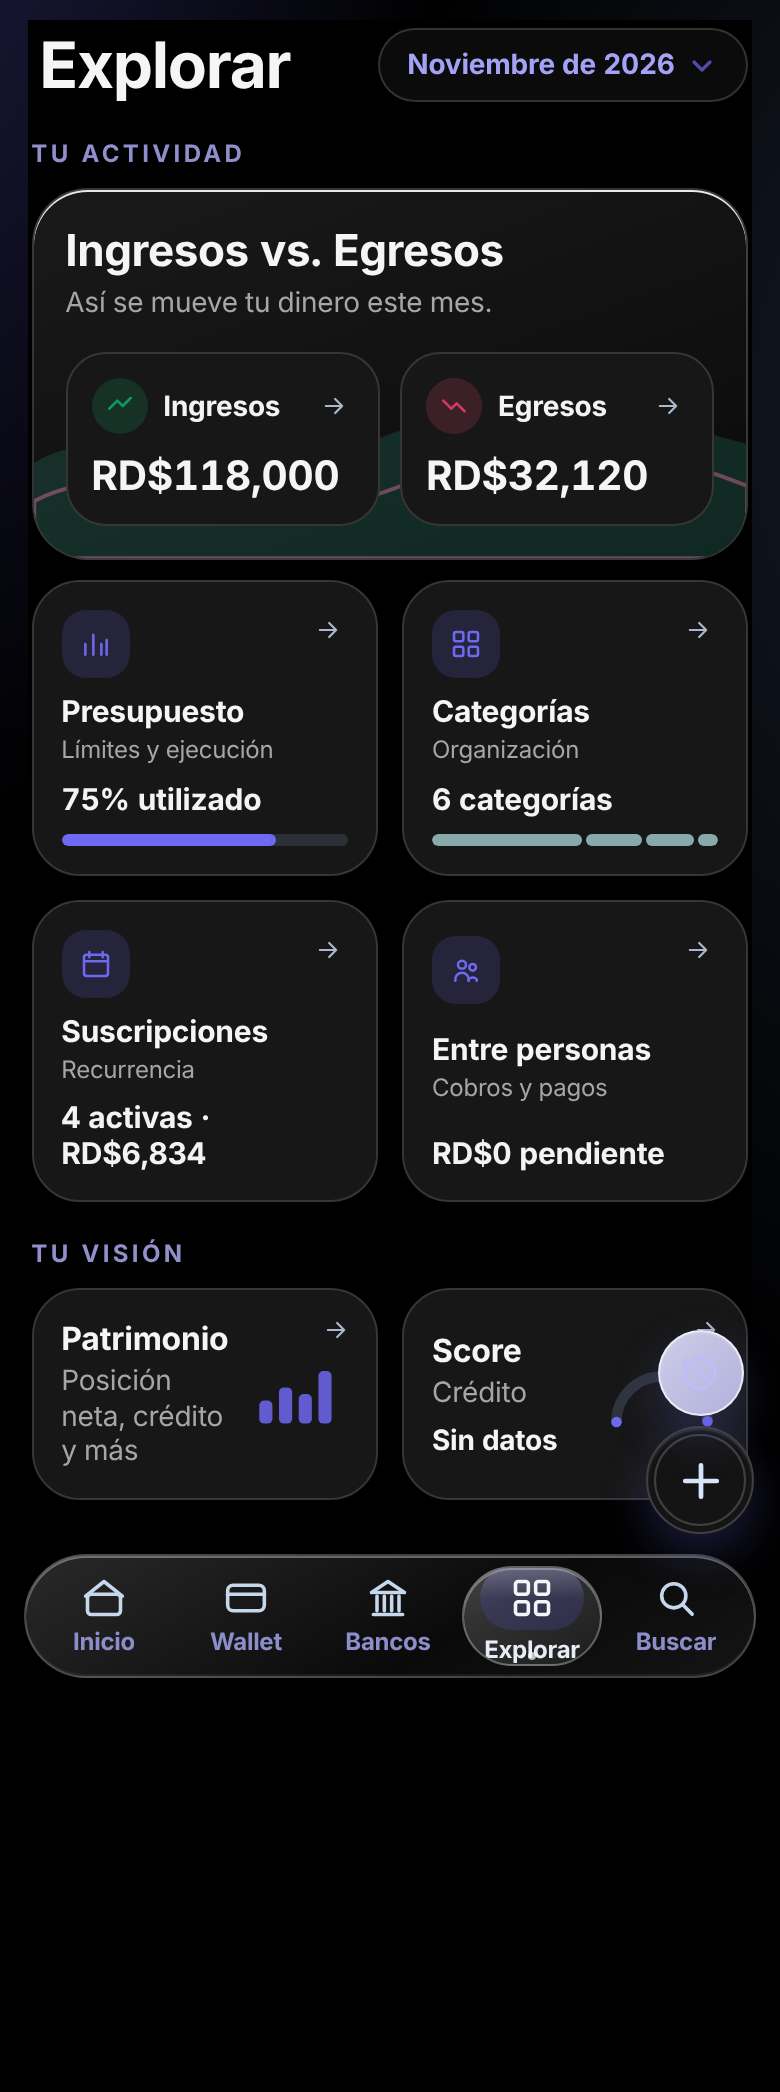 Explorar
Noviembre de 2026
TU ACTIVIDAD
Ingresos vs. Egresos
Así se mueve tu dinero este mes.
Ingresos
RD$118,000
Egresos
RD$32,120
Presupuesto
Límites y ejecución
75% utilizado
Categorías
Organización
6 categorías
Suscripciones
Recurrencia
4 activas ·
RD$6,834
Entre personas
Cobros y pagos
RD$0 pendiente
TU VISIÓN
Patrimonio
Posición
neta, crédito
y más
Score
Crédito
Sin datos
Inicio
Wallet
Bancos
Explorar
Buscar